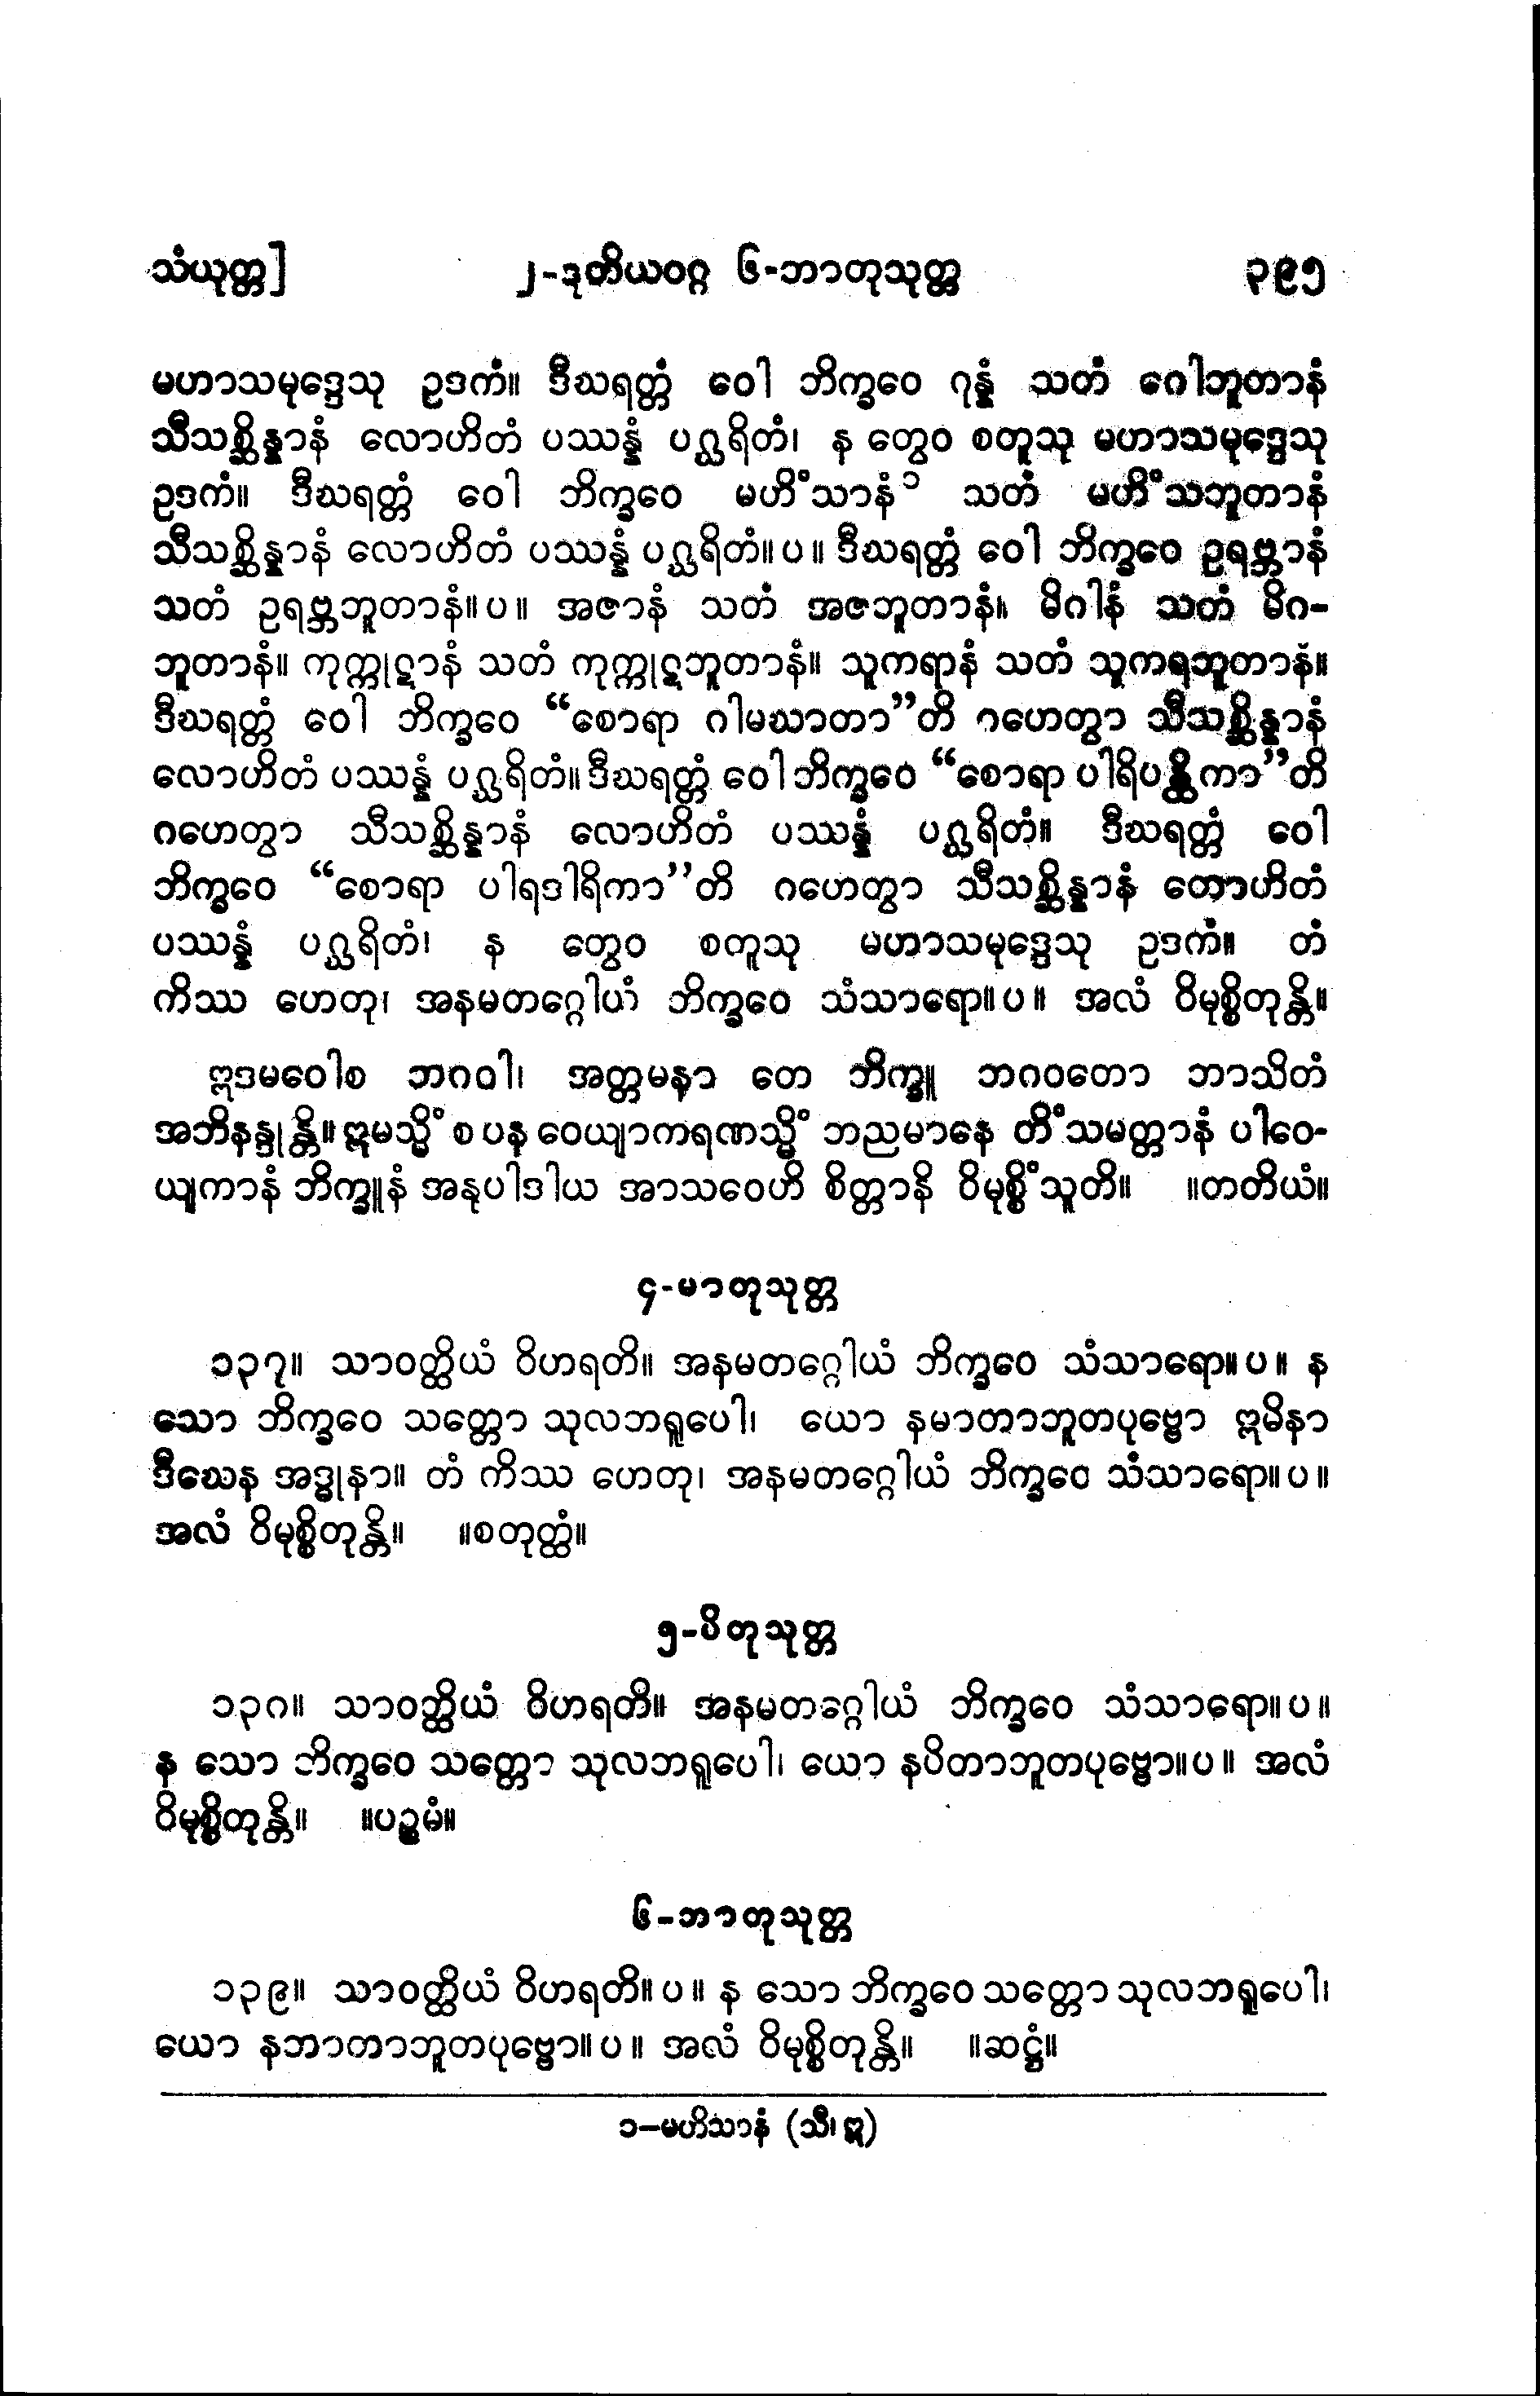 သံယုတ္တ] ၂-ဒုတိယဝဂ္ဂ ၆-ဘာတုသုတ္တ ၃၉၅
မဟာသမုဒ္ဒေသု ဥဒကံ။ ဒီဃရတ္တံ ဝေါ ဘိက္ခဝေ ဂုန္နံ သတံ ဂေါဘူတာနံ
သီသစ္ဆိန္နာနံ လောဟိတံ ပဿန္နံ ပဂ္ဃရိတံ၊ န တွေဝ စတူသု မဟာသမုဒ္ဒေသု
ဥဒကံ။ ဒီဃရတ္တံ ဝေါ ဘိက္ခဝေ မဟိံသာနံ၁ သတံ မဟိံသဘူတာနံ
သီသစ္ဆိန္နာနံ လောဟိတံ ပဿန္နံ ပဂ္ဃရိတံ။ပ။ ဒီဃရတ္တံ ဝေါ ဘိက္ခဝေ ဥရဗ္ဘာနံ
သတံ ဥရဗ္ဘဘူတာနံ။ပ။ အဇာနံ သတံ အဇဘူတာနံ။ မိဂါနံ သတံ မိဂ-
ဘူတာနံ။ ကုက္ကုဋာနံ သတံ ကုက္ကုဋဘူတာနံ။ သူကရာနံ သတံ သူကရဘူတာနံ။
ဒီဃရတ္တံ ဝေါ ဘိက္ခဝေ “စောရာ ဂါမဃာတာ”တိ ဂဟေတွာ သီသစ္ဆိန္နာနံ
လောဟိတံ ပဿန္နံ ပဂ္ဃရိတံ။ ဒီဃရတ္တံ ဝေါ ဘိက္ခဝေ “စောရာ ပါရိပန္ထိကာ”တိ
ဂဟေတွာ သီသစ္ဆိန္နာနံ လောဟိတံ ပဿန္နံ ပဂ္ဃရိတံ။ ဒီဃရတ္တံ ဝေါ
ဘိက္ခဝေ “စောရာ ပါရဒါရိကာ”တိ ဂဟေတွာ သီသစ္ဆိန္နာနံ လောဟိတံ
ပဿန္နံ ပဂ္ဃရိတံ၊ န တွေဝ စတူသု မဟာသမုဒ္ဒေသု ဥဒကံ။ တံ
ကိဿ ဟေတု၊ အနမတဂ္ဂေါယံ ဘိက္ခဝေ သံသာရော။ပ။ အလံ ဝိမုစ္စိတုန္တိ။
ဣဒမဝေါစ ဘဂဝါ၊ အတ္တမနာ တေ ဘိက္ခူ ဘဂဝတော ဘာသိတံ
အဘိနန္ဒုန္တိ။ ဣမသ္မိံ စ ပန ဝေယျာကရဏသ္မိံ ဘညမာနေ တိံသမတ္တာနံ ပါဝေ-
ယျကာနံ ဘိက္ခူနံ အနုပါဒါယ အာသဝေဟိ စိတ္တာနိ ဝိမုစ္စိံသူတိ။ ။တတိယံ။
၄-မာတုသုတ္တ
၁၃၇။ သာဝတ္ထိယံ ဝိဟရတိ။ အနမတဂ္ဂေါယံ ဘိက္ခဝေ သံသာရော။ပ။ န
သော ဘိက္ခဝေ သတ္တော သုလဘရူပေါ၊ ယော နမာတာဘူတပုဗ္ဗော ဣမိနာ
ဒီဃေန အဒ္ဓုနာ။ တံ ကိဿ ဟေတု၊ အနမတဂ္ဂေါယံ ဘိက္ခဝေ သံသာရော။ပ။
အလံ ဝိမုစ္စိတုန္တိ။ ။စတုတ္ထံ။
၅-ပိတုသုတ္တ
၁၃၈။ သာဝတ္ထိယံ ဝိဟရတိ။ အနမတဂ္ဂေါယံ ဘိက္ခဝေ သံသာရော။ပ။
န သော ဘိက္ခဝေ သတ္တော သုလဘရူပေါ၊ ယော နပိတာဘူတပုဗ္ဗော။ပ။ အလံ
ဝိမုစ္စိတုန္တိ။ ။ပဉ္စမံ။
၆-ဘာတုသုတ္တ
၁၃၉။ သာဝတ္ထိယံ ဝိဟရတိ။ပ။ န သော ဘိက္ခဝေ သတ္တော သုလဘရူပေါ၊
ယော နဘာတာဘူတပုဗ္ဗော။ပ။ အလံ ဝိမုစ္စိတုန္တိ။ ။ဆဋ္ဌံ။
၁–မဟိသာနံ (သီ၊ ဣ)